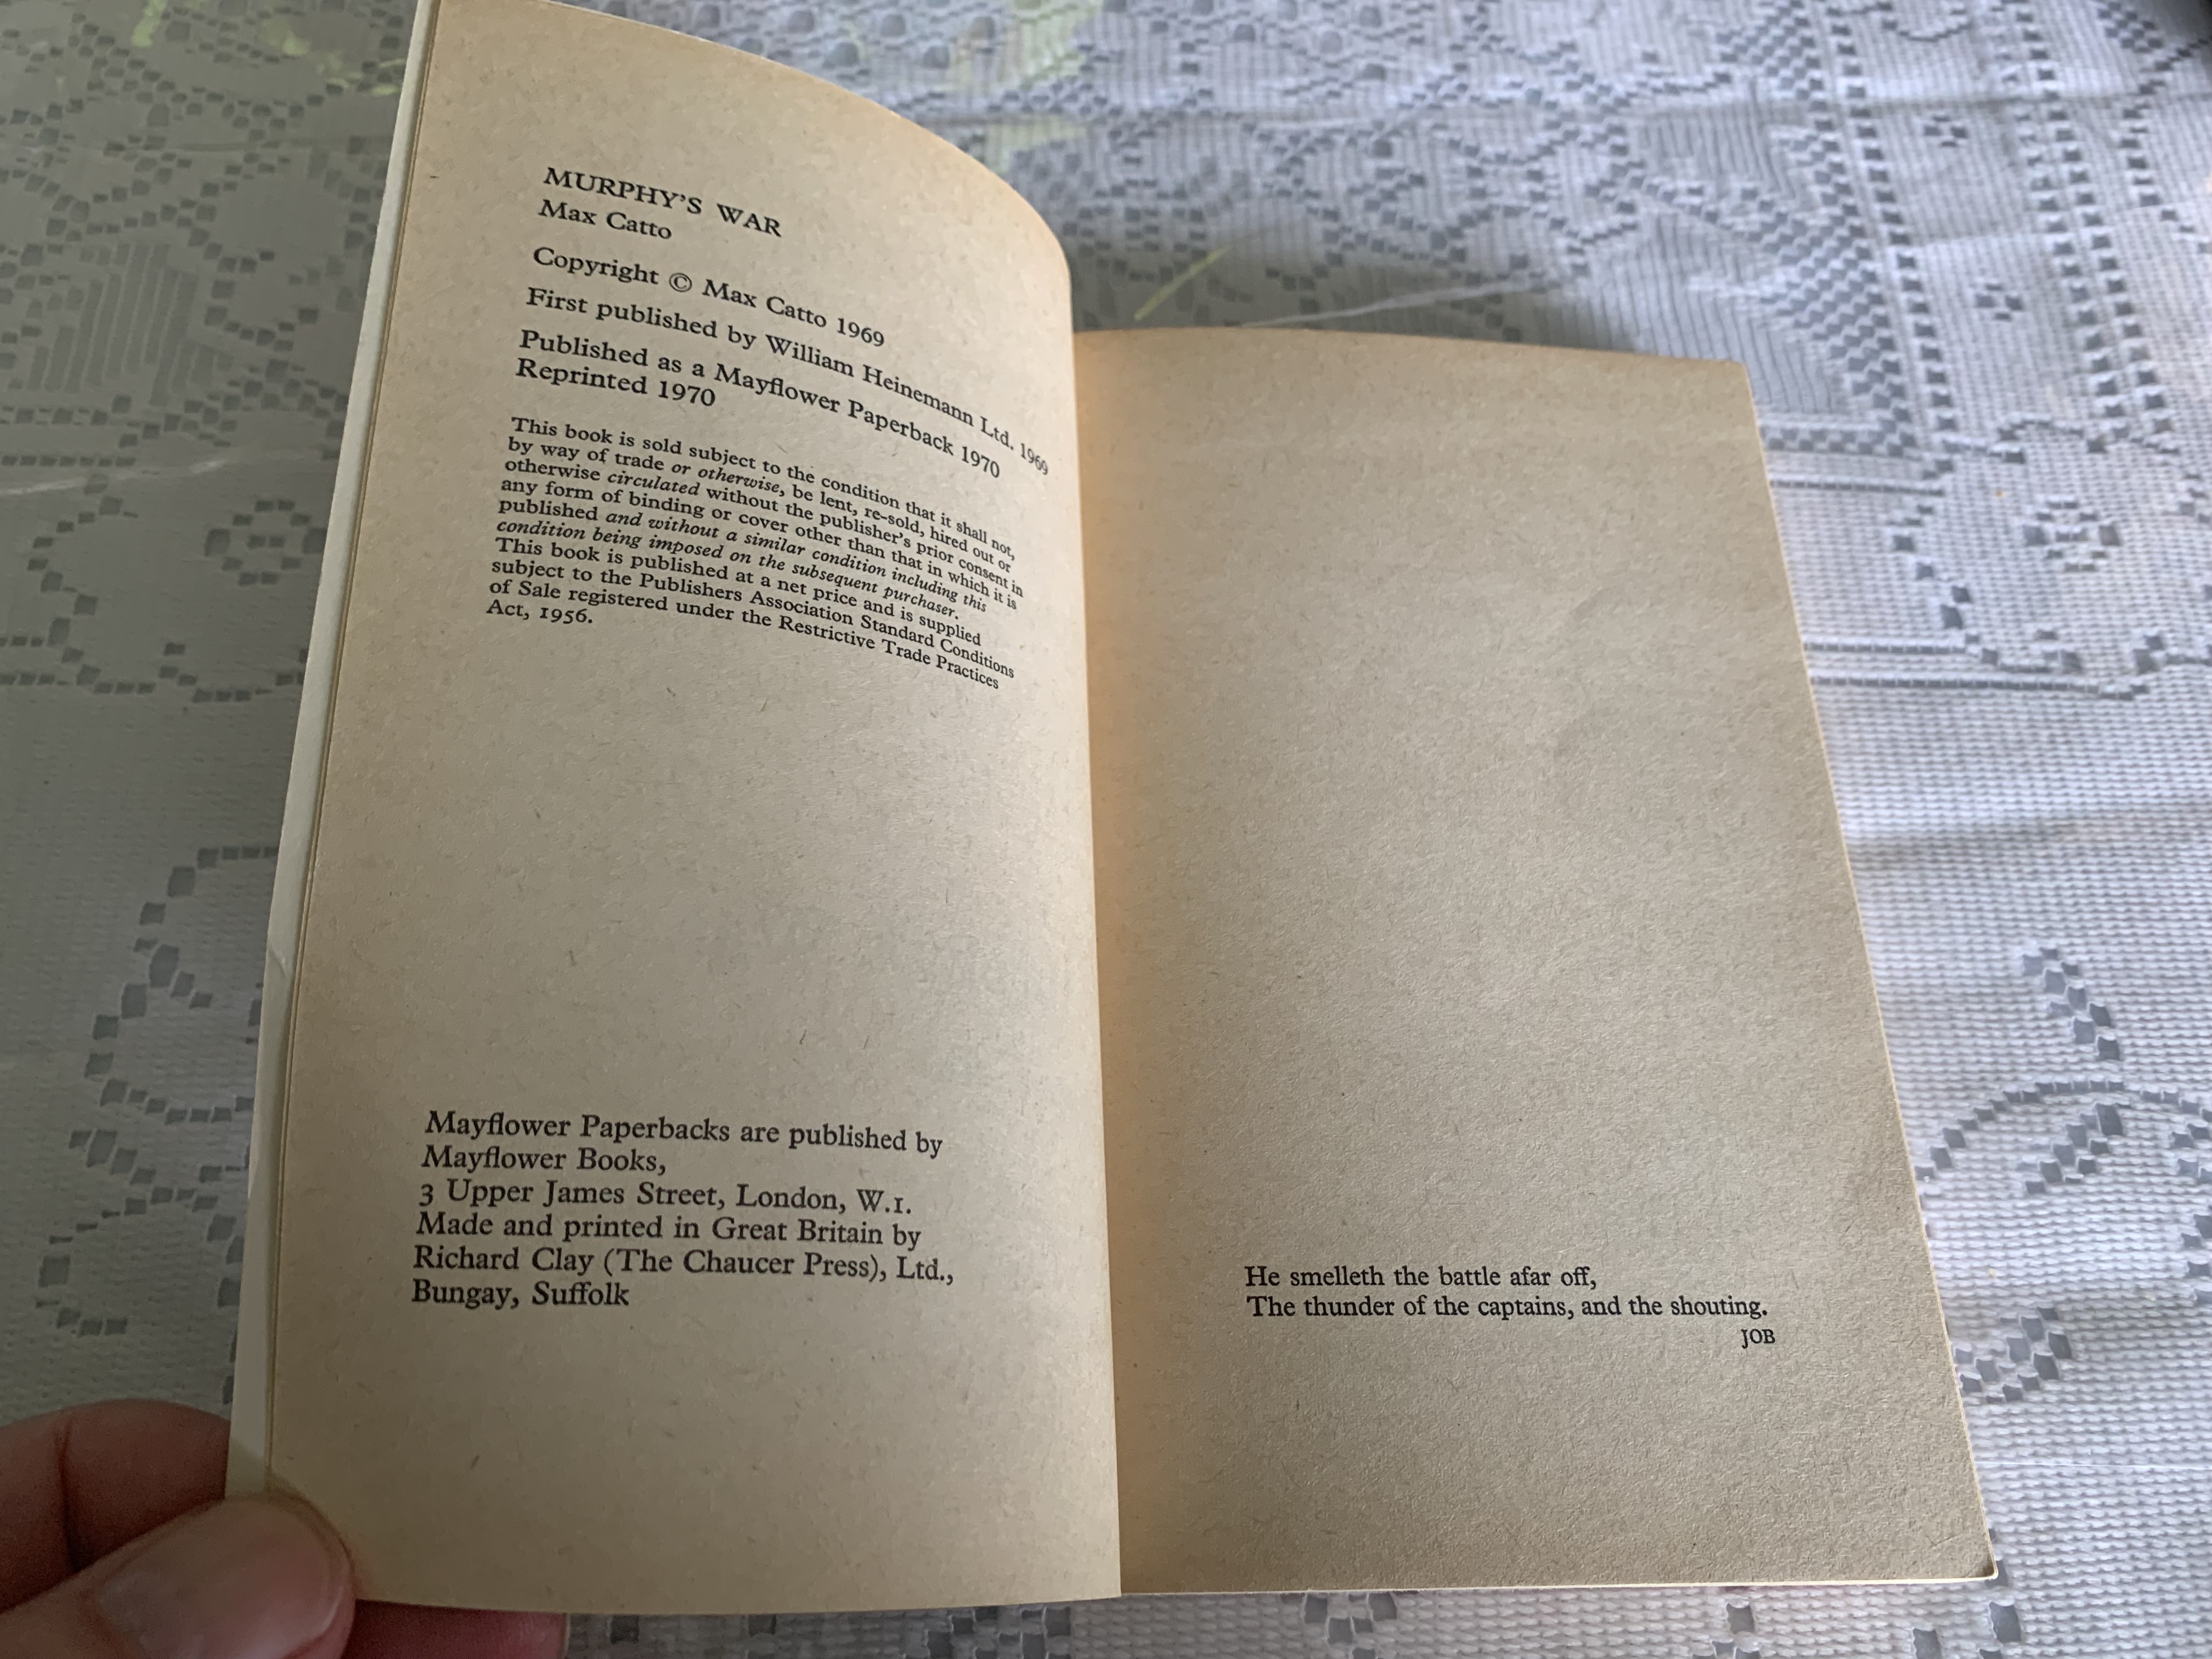 MURPHY'S WAR
Max Catto
Copyright © Max Catto 1969
First published by William Heinemann Ltd. 1969
Published as a Mayflower Paperback 1970
Reprinted 1970
This book is sold subject to the condition that it shall not,
by way of trade or otherwise, be lent, re-sold, hired out or
otherwise circulated without the publisher's prior consent in
any form of binding or cover other than that in which it is
published and without a similar condition including this
condition being imposed on the subsequent purchaser.
This book is published at a net price and is supplied
subject to the Publishers Association Standard Conditions
of Sale registered under the Restrictive Trade Practices
Act, 1956.
Mayflower Paperbacks are published by
Mayflower Books,
3 Upper James Street, London, W.1.
Made and printed in Great Britain by
Richard Clay (The Chaucer Press), Ltd.,
Bungay, Suffolk
He smelleth the battle afar off,
The thunder of the captains, and the shouting.
JOB